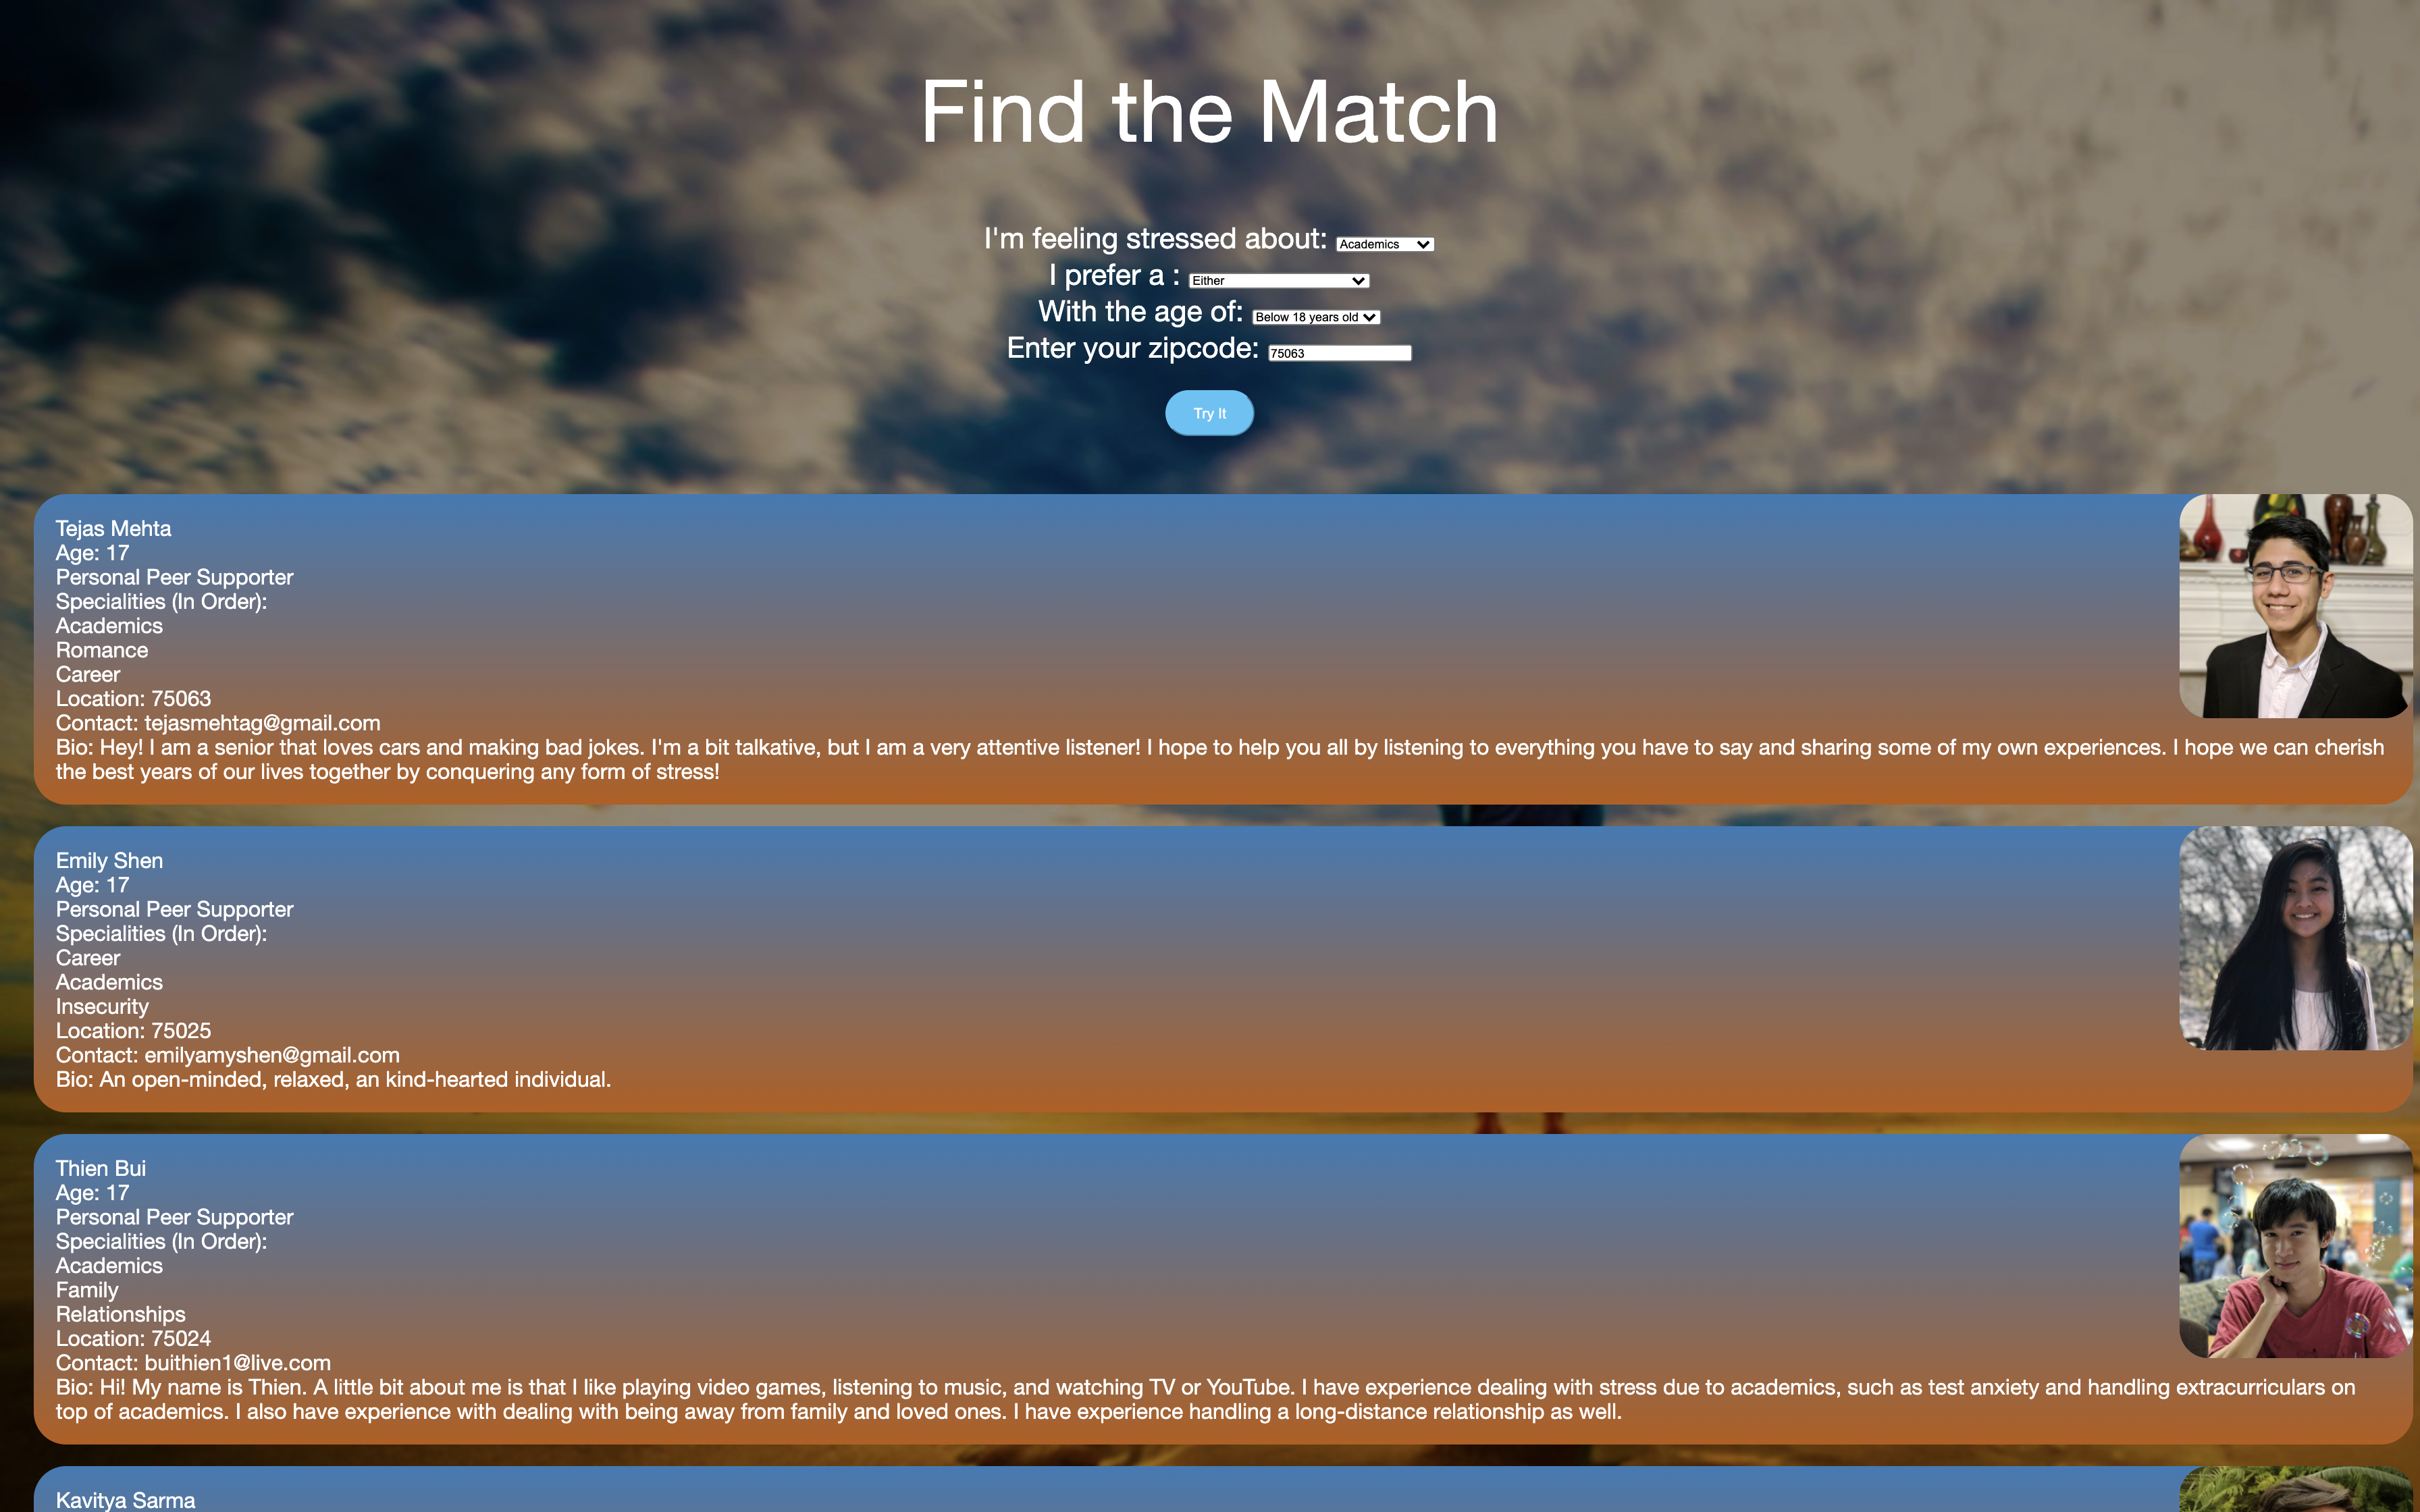 Find the Match
I'm feeling stressed about: Academics
I prefer a : Either
With the age of: Below 18 years old
Enter your zipcode: 75063
Try It
Tejas Mehta
Age: 17
Personal Peer Supporter
Specialities (In Order):
Academics
Romance
Career
Location: 75063
Contact: tejasmehtag@gmail.com
Bio: Hey! I am a senior that loves cars and making bad jokes. I'm a bit talkative, but I am a very attentive listener! I hope to help you all by listening to everything you have to say and sharing some of my own experiences. I hope we can cherish
the best years of our lives together by conquering any form of stress!
Emily Shen
Age: 17
Personal Peer Supporter
Specialities (In Order):
Career
Academics
Insecurity
Location: 75025
Contact: emilyamyshen@gmail.com
Bio: An open-minded, relaxed, an kind-hearted individual.
Thien Bui
Age: 17
Personal Peer Supporter
Specialities (In Order):
Academics
Family
Relationships
Location: 75024
Contact: buithien1@live.com
Bio: Hi! My name is Thien. A little bit about me is that I like playing video games, listening to music, and watching TV or YouTube. I have experience dealing with stress due to academics, such as test anxiety and handling extracurriculars on
top of academics. I also have experience with dealing with being away from family and loved ones. I have experience handling a long-distance relationship as well.
Kavitya Sarma